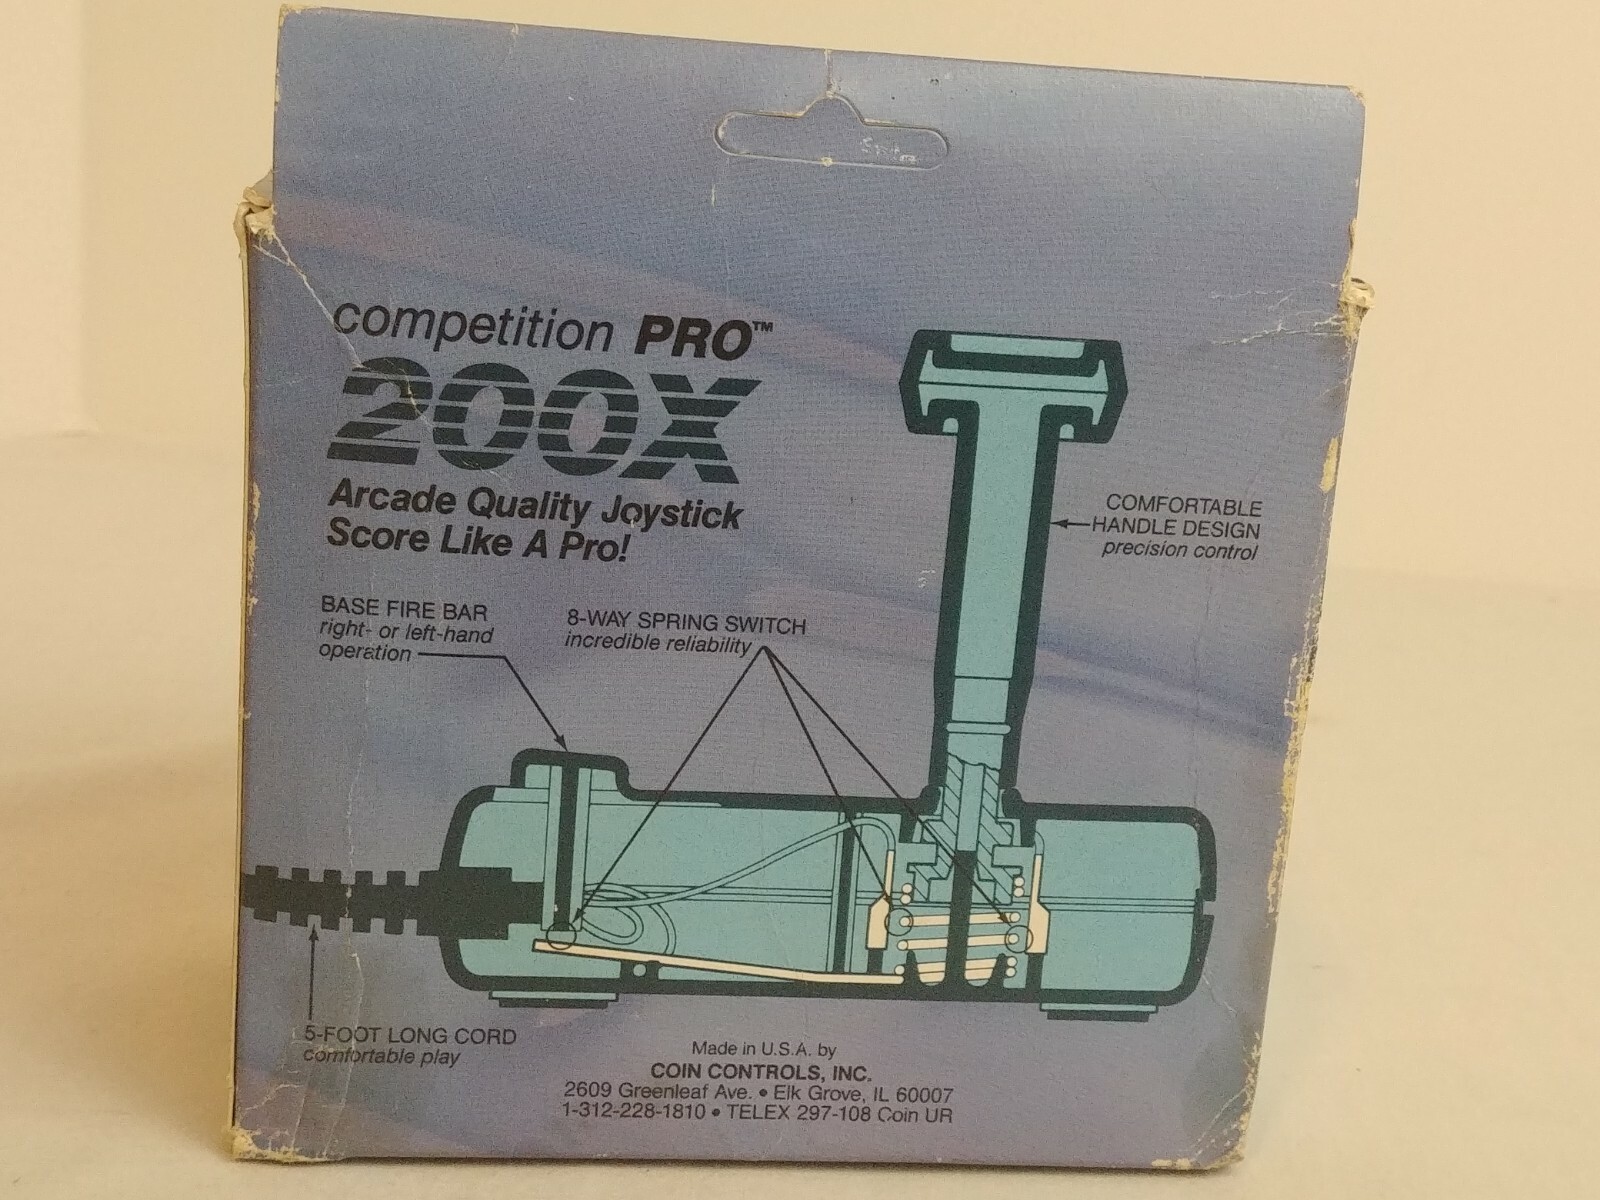 competition PRO™
200X
Arcade Quality Joystick
Score Like A Pro!
COMFORTABLE
HANDLE DESIGN
precision control
BASE FIRE BAR
right- or left-hand
operation
8-WAY SPRING SWITCH
incredible reliability
5-FOOT LONG CORD
comfortable play
Made in U.S.A. by
COIN CONTROLS, INC.
2609 Greenleaf Ave. • Elk Grove, IL 60007
1-312-228-1810 • TELEX 297-108 Coin UR